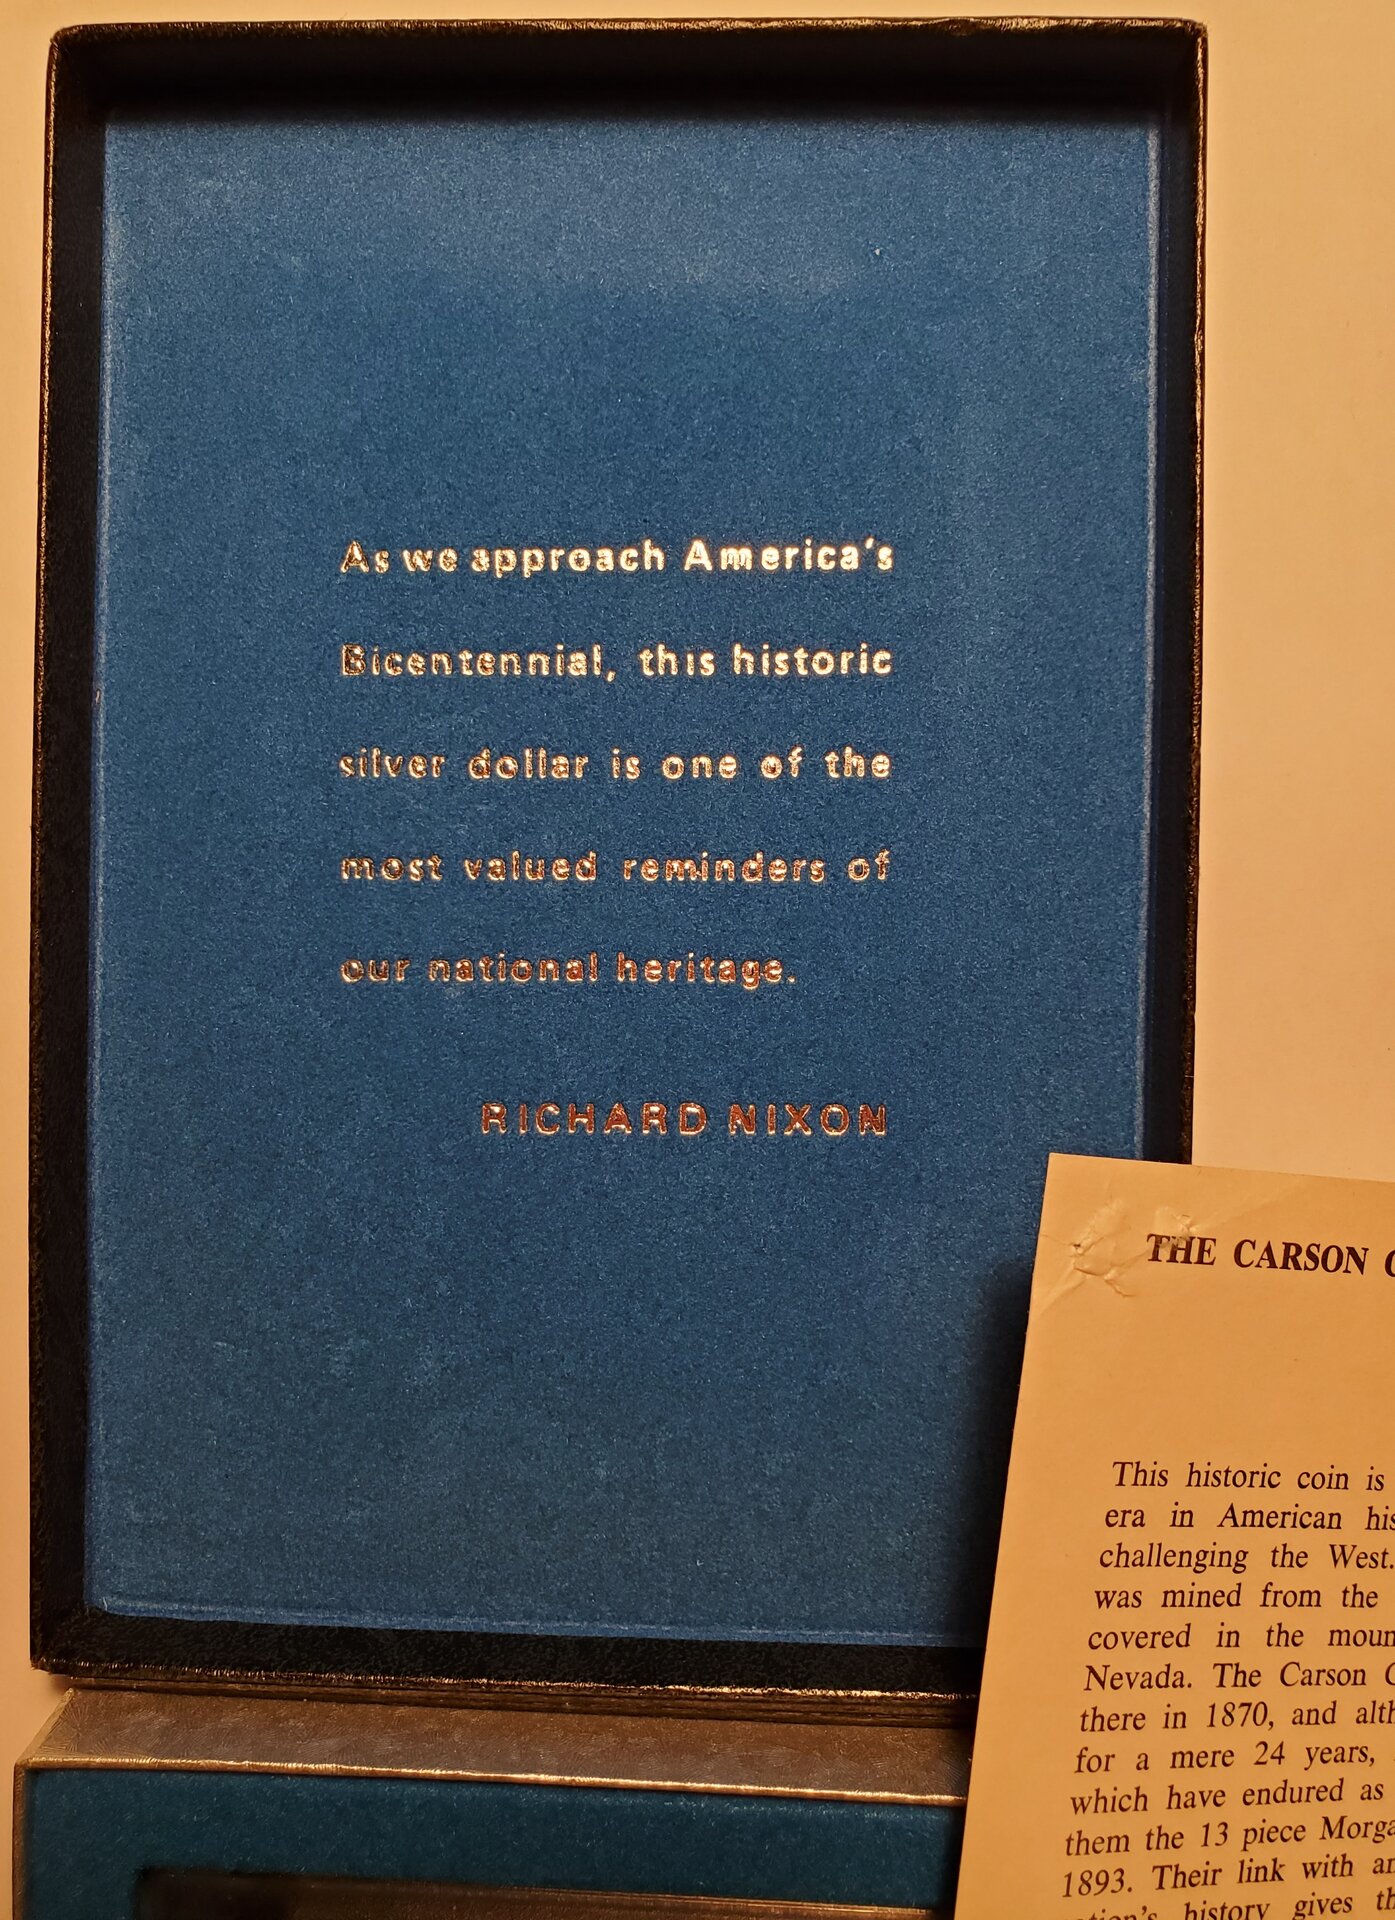 As we approach America's
Bicentennial, this historic
silver dollar is one of the
most valued reminders of
our national heritage.
RICHARD NIXON
THE CARSON
This historic coin is
era in American
challenging the West.
was mined from the
covered in the
Nevada. The Carson
there in 1870, and
for a mere 24 years,
which have endured as
them the 13 piece
1893. Their link with
history gives